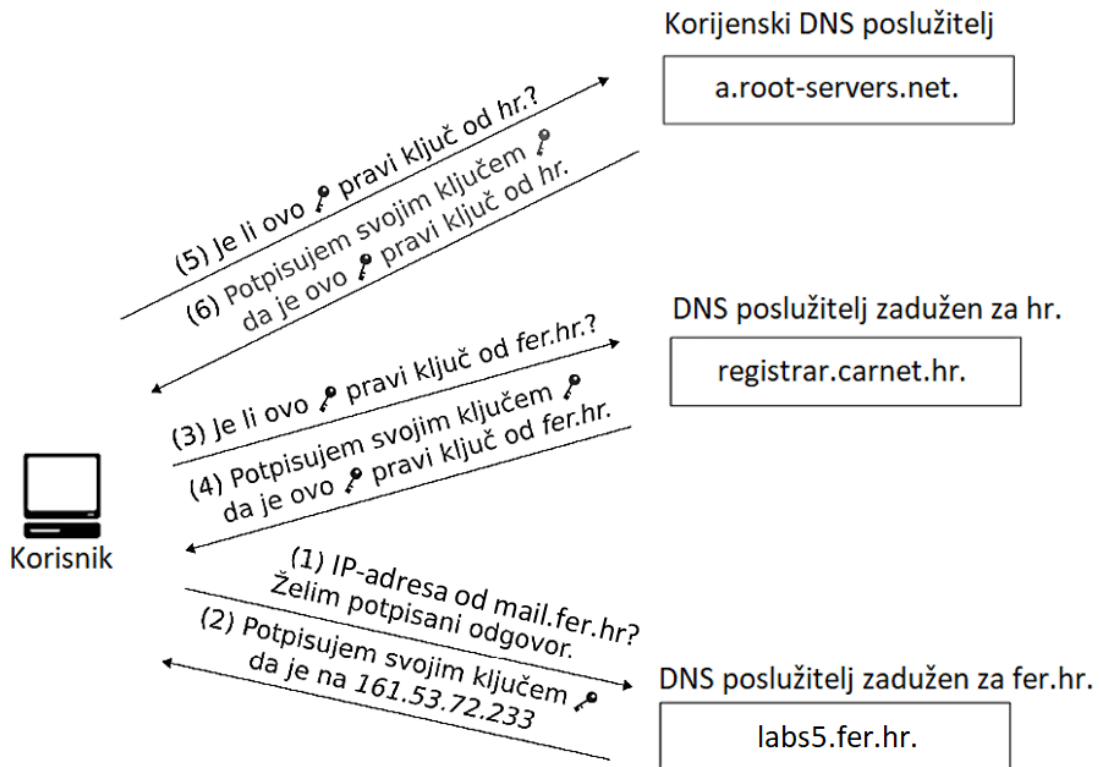 Korijenski DNS poslužitelj
a.root-servers.net.
(5) Je li ovo pravi ključ od hr.?
(6) Potpisujem svojim ključem
da je ovo pravi ključ od hr.
DNS poslužitelj zadužen za hr.
registrar.carnet.hr.
(3) Je li ovo pravi ključ od fer.hr.?
(4) Potpisujem svojim ključem
da je ovo pravi ključ od fer.hr.
Korisnik
(1) IP-adresa od mail.fer.hr?
Želim potpisani odgovor.
(2) Potpisujem svojim ključem
da je na 161.53.72.233
DNS poslužitelj zadužen za fer.hr.
labs5.fer.hr.